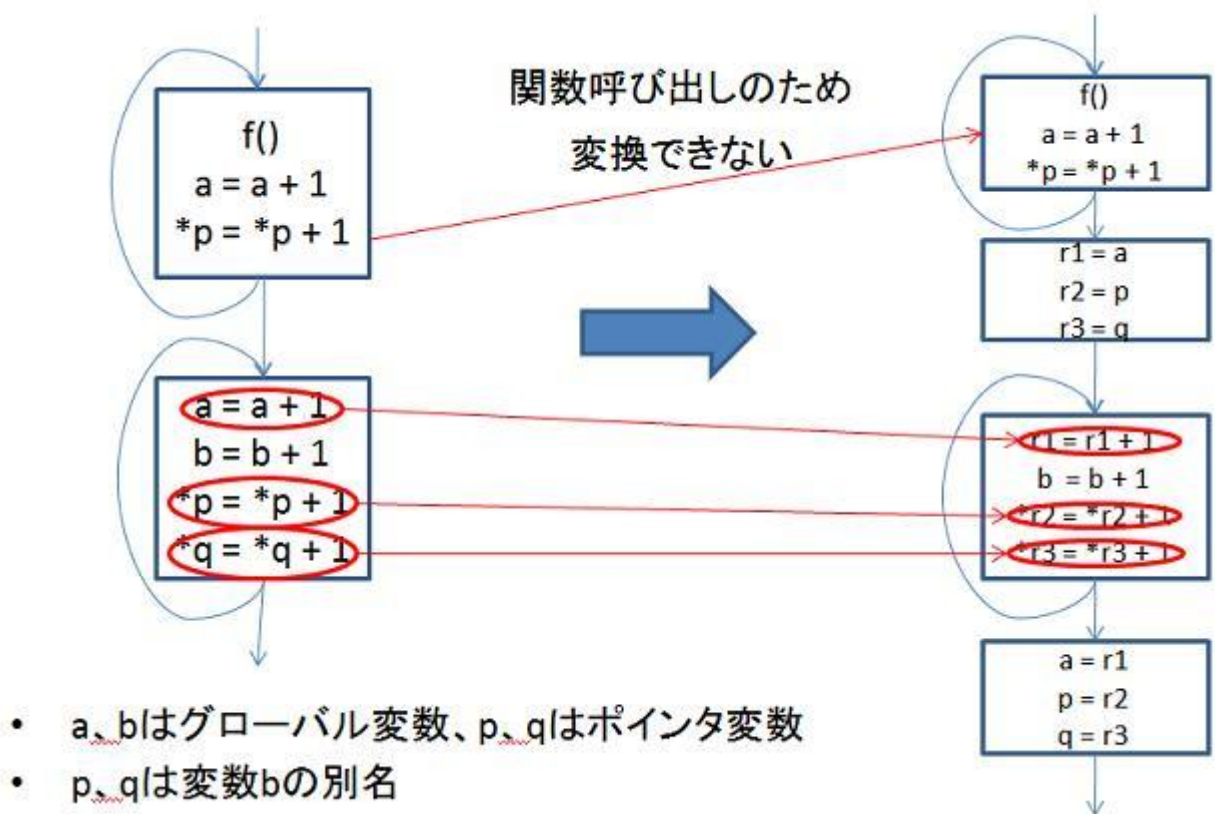 f()
a = a + 1
*p = *p + 1
a = a + 1
b = b + 1
*p = *p + 1
*q = *q + 1
関数呼び出しのため
変換できない
f()
a = a + 1
*p = *p + 1
r1 = a
r2 = p
r3 = q
r1 = r1 + 1
b = b + 1
*r2 = *r2 + 1
*r3 = *r3 + 1
a = r1
p = r2
q = r3
• a、bはグローバル変数、p、qはポインタ変数
• p、qは変数bの別名